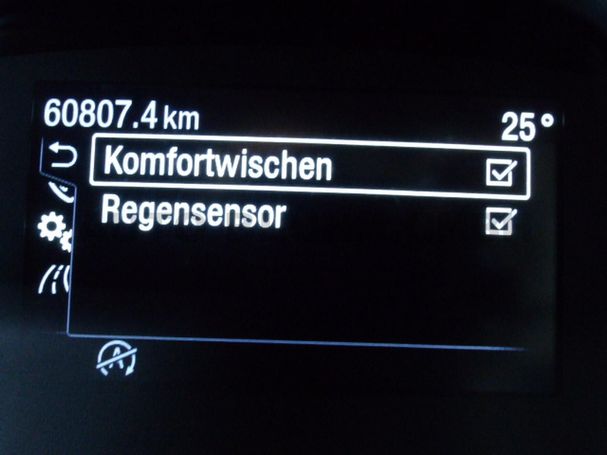 60807.4 km
25°
Komfortwischen
Regensensor
A